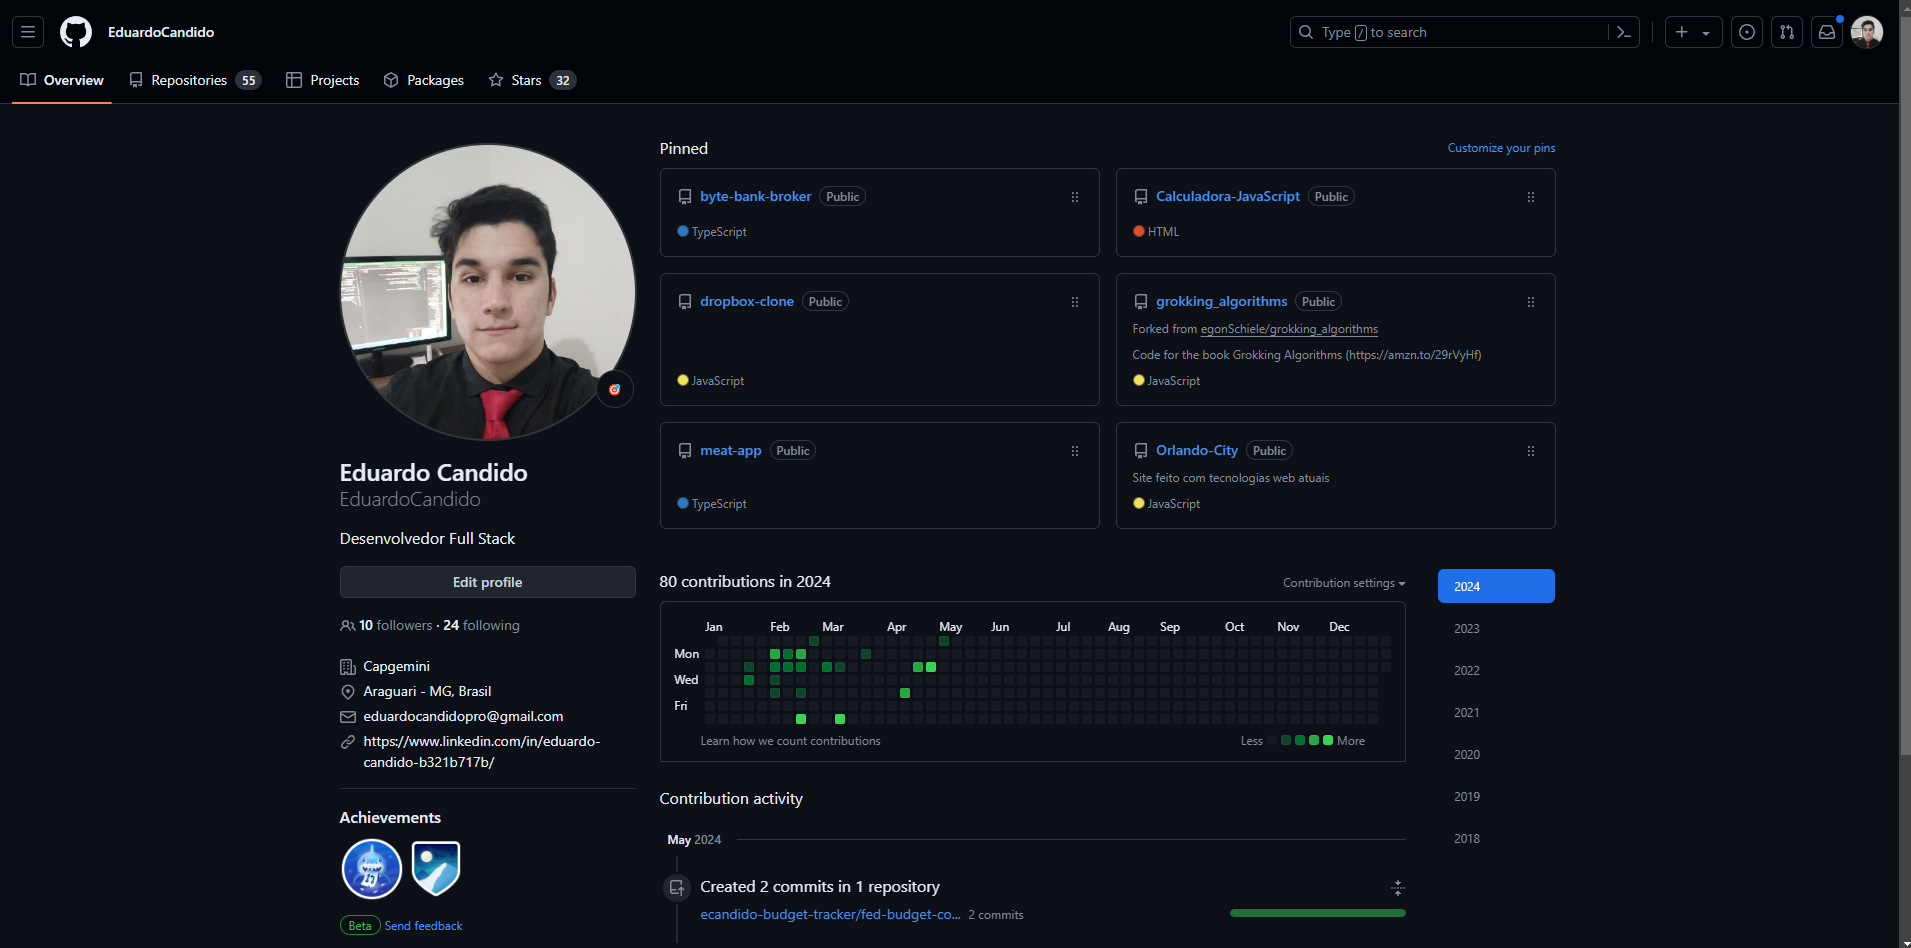 EduardoCandido
Type / to search
Overview
Repositories 55
Projects
Packages
Stars 32
Eduardo Candido
EduardoCandido
Desenvolvedor Full Stack
Edit profile
10 followers · 24 following
Capgemini
Araguari - MG, Brasil
eduardocandidopro@gmail.com
https://www.linkedin.com/in/eduardo-
candido-b321b717b/
Achievements
Beta Send feedback
Pinned
Customize your pins
byte-bank-broker Public
TypeScript
Calculadora-JavaScript Public
HTML
dropbox-clone Public
JavaScript
grokking_algorithms Public
Forked from egonSchiele/grokking_algorithms
Code for the book Grokking Algorithms (https://amzn.to/29rVyHf)
JavaScript
meat-app Public
TypeScript
Orlando-City Public
Site feito com tecnologias web atuais
JavaScript
80 contributions in 2024
Contribution settings
Jan Feb Mar Apr May Jun Jul Aug Sep Oct Nov Dec
Mon
Wed
Fri
Learn how we count contributions
Less More
2024
2023
2022
2021
2020
2019
2018
Contribution activity
May 2024
Created 2 commits in 1 repository
ecandido-budget-tracker/fed-budget-co... 2 commits